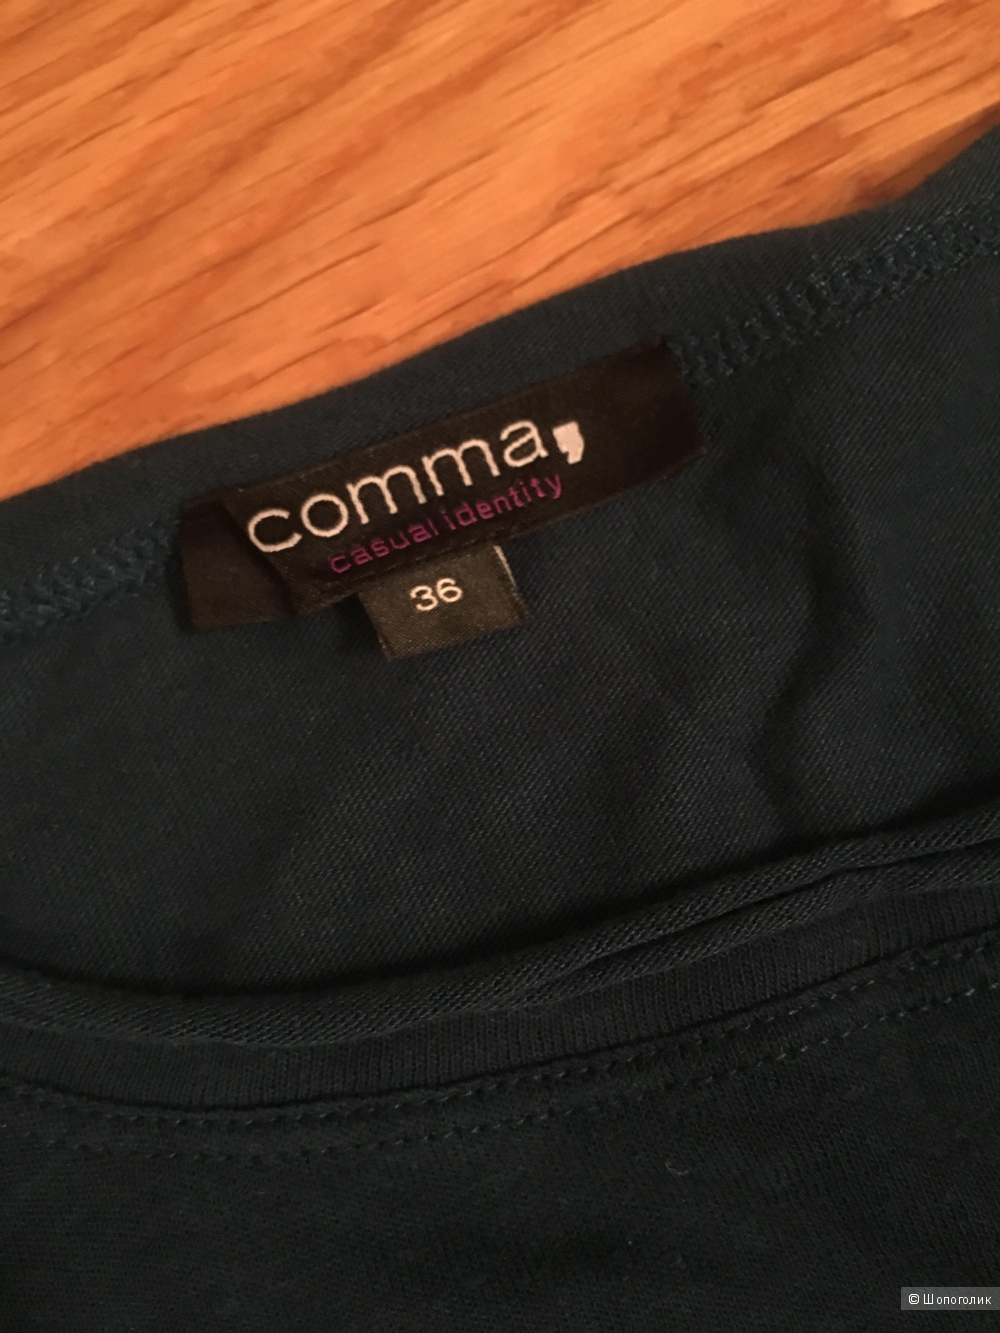 comma,
casual identity
36
© Шопоголик